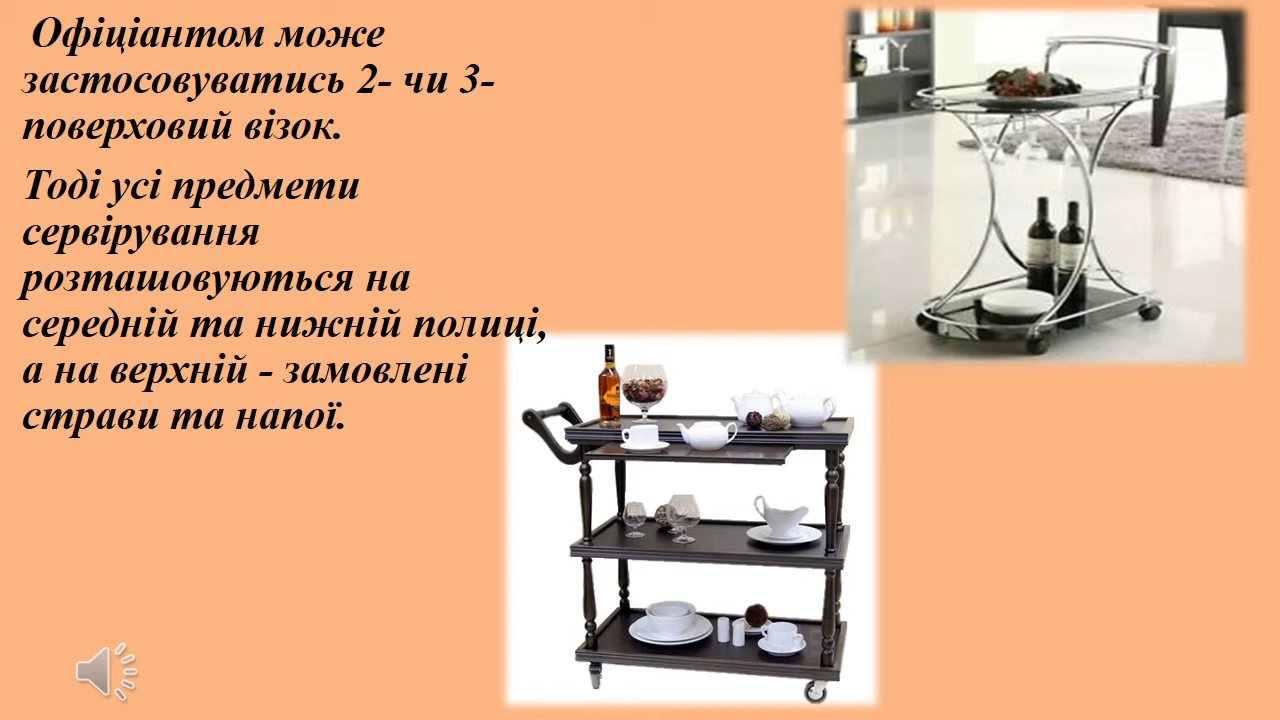 Офіціантом може
застосовуватись 2- чи 3-
поверховий візок.
Тоді усі предмети
сервірування
розташовуються на
середній та нижній полиці,
а на верхній - замовлені
страви та напої.